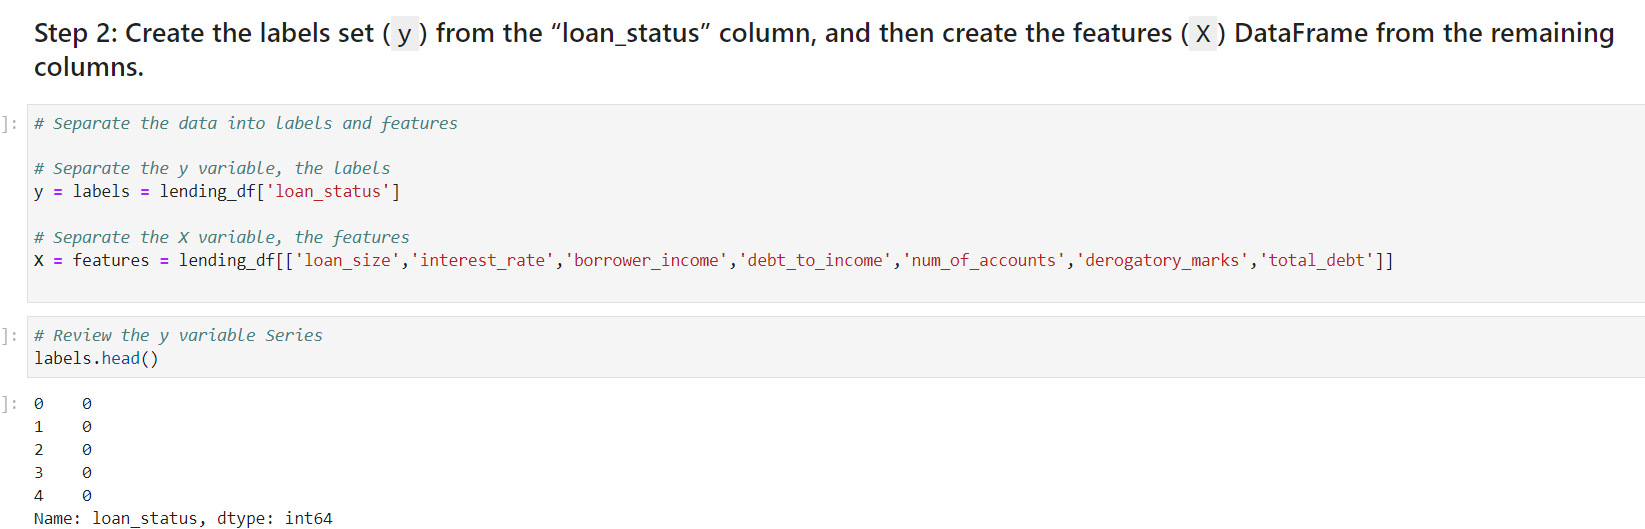 Step 2: Create the labels set ( y ) from the “loan_status” column, and then create the features ( X ) DataFrame from the remaining
columns.
]: # Separate the data into labels and features
# Separate the y variable, the labels
y = labels = lending_df['loan_status']
# Separate the X variable, the features
X = features = lending_df[['loan_size','interest_rate','borrower_income','debt_to_income','num_of_accounts','derogatory_marks','total_debt']]
]: # Review the y variable Series
labels.head()
]: 0    0
1    0
2    0
3    0
4    0
Name: loan_status, dtype: int64